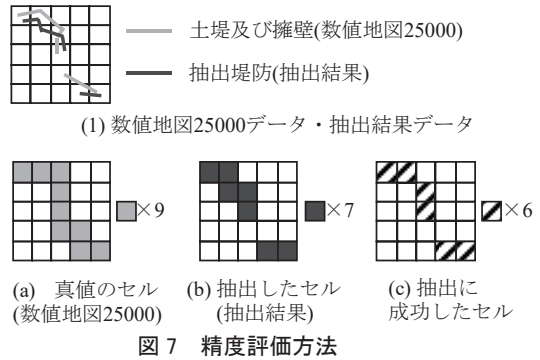 土堤及び擁壁(数値地図25000)
抽出堤防(抽出結果)
(1) 数値地図25000データ・抽出結果データ
×9
×7
×6
(a) 真値のセル
(数値地図25000)
(b) 抽出したセル
(抽出結果)
(c) 抽出に
成功したセル
図 7 精度評価方法